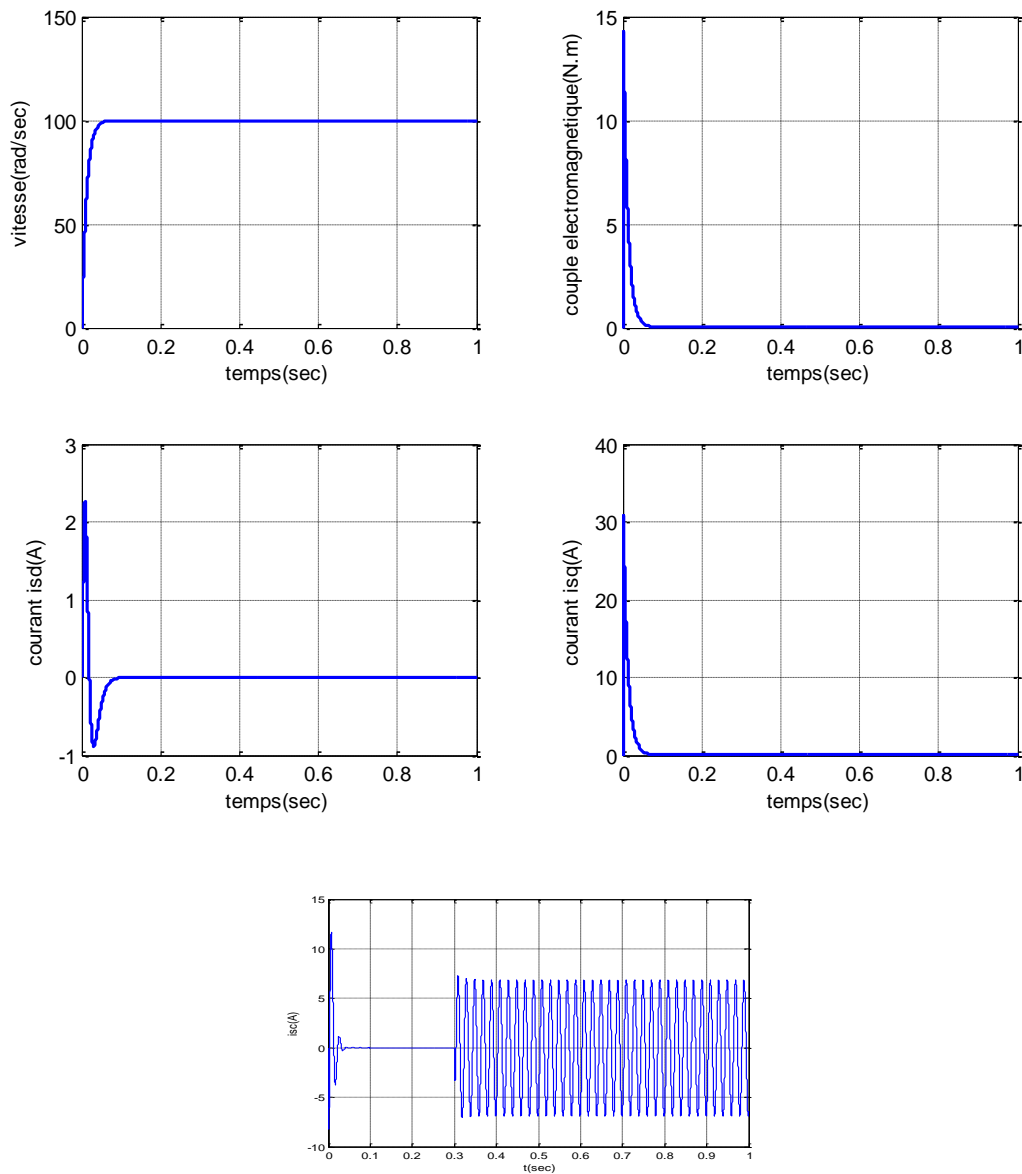 150
100
50
0
vitesse(rad/sec)
0 0.2 0.4 0.6 0.8 1
temps(sec)
15
10
5
0
couple electromagnetique(N.m)
0 0.2 0.4 0.6 0.8 1
temps(sec)
3
2
1
0
-1
courant isd(A)
0 0.2 0.4 0.6 0.8 1
temps(sec)
40
30
20
10
0
courant isq(A)
0 0.2 0.4 0.6 0.8 1
temps(sec)
15
10
5
0
-5
-10
isc(A)
0 0.1 0.2 0.3 0.4 0.5 0.6 0.7 0.8 0.9 1
t(sec)